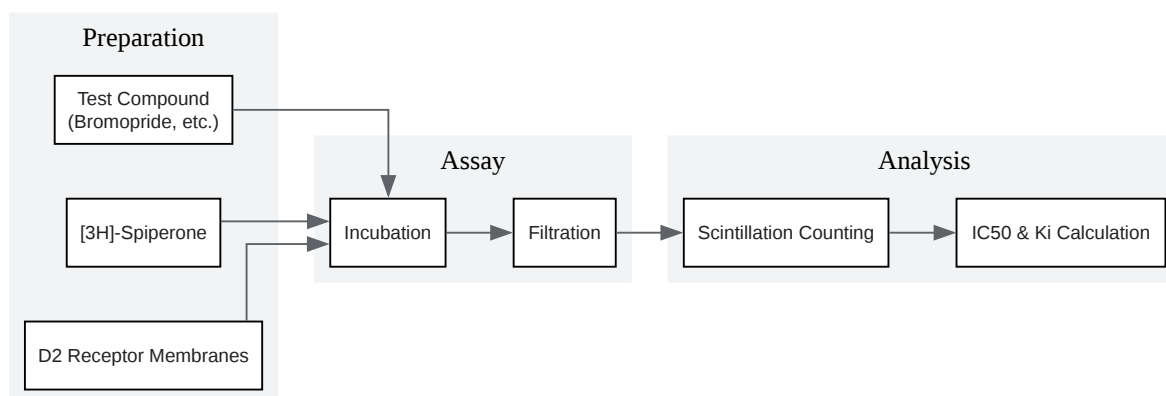 Preparation
Test Compound
(Bromopride, etc.)
[3H]-Spiperone
D2 Receptor Membranes
Assay
Incubation
Filtration
Analysis
Scintillation Counting
IC50 & Ki Calculation